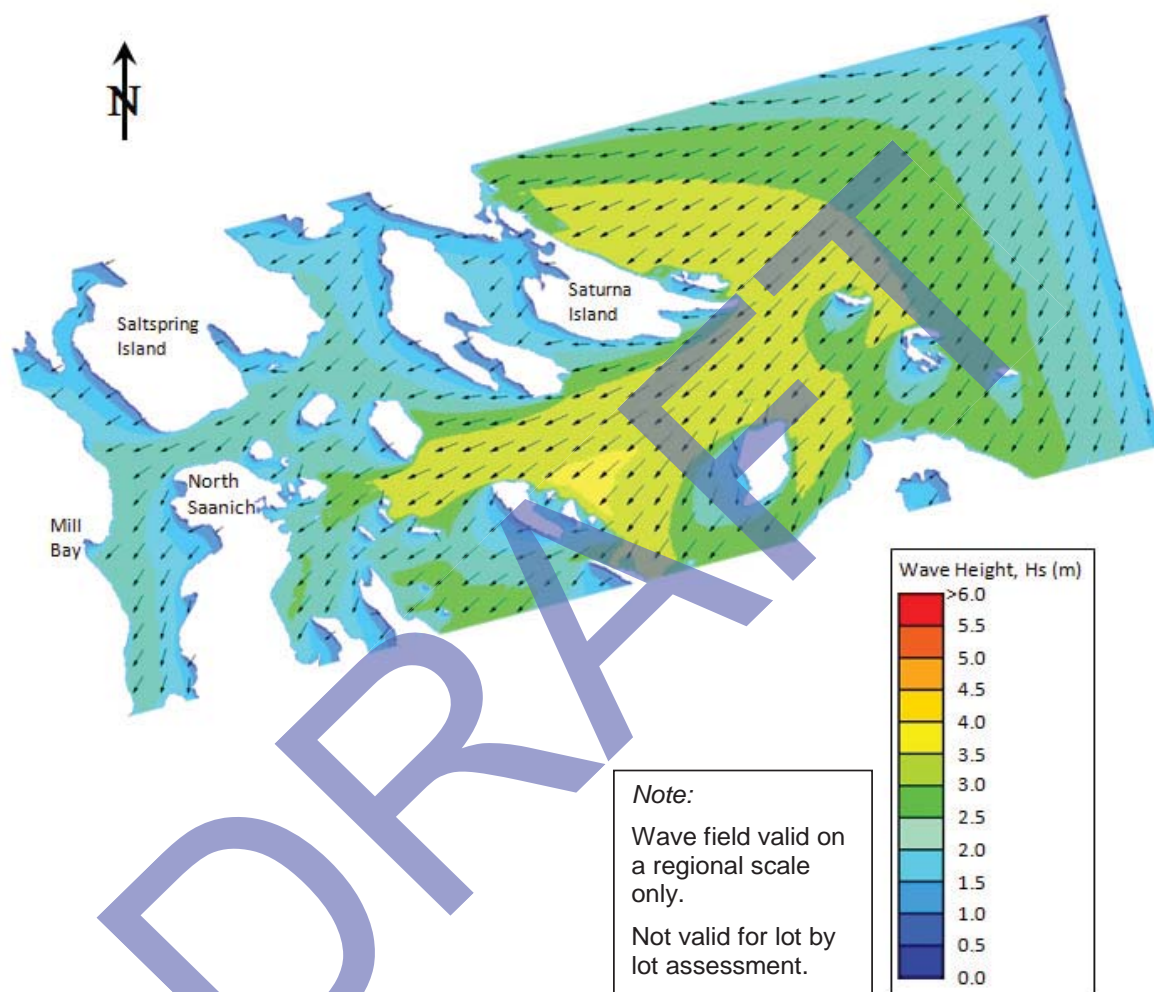 N
Saturna
Island
Saltspring
Island
North
Saanich
Mill
Bay
DRAFT
Wave Height, Hs (m)
>6.0
5.5
5.0
4.5
4.0
3.5
3.0
2.5
2.0
1.5
1.0
0.5
0.0
Note:
Wave field valid on
a regional scale
only.
Not valid for lot by
lot assessment.